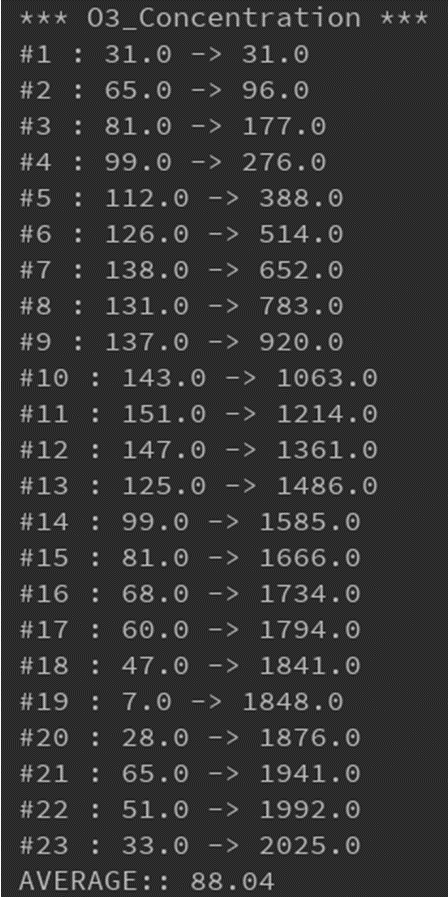 *** O3_Concentration ***
#1 : 31.0 -> 31.0
#2 : 65.0 -> 96.0
#3 : 81.0 -> 177.0
#4 : 99.0 -> 276.0
#5 : 112.0 -> 388.0
#6 : 126.0 -> 514.0
#7 : 138.0 -> 652.0
#8 : 131.0 -> 783.0
#9 : 137.0 -> 920.0
#10 : 143.0 -> 1063.0
#11 : 151.0 -> 1214.0
#12 : 147.0 -> 1361.0
#13 : 125.0 -> 1486.0
#14 : 99.0 -> 1585.0
#15 : 81.0 -> 1666.0
#16 : 68.0 -> 1734.0
#17 : 60.0 -> 1794.0
#18 : 47.0 -> 1841.0
#19 : 7.0 -> 1848.0
#20 : 28.0 -> 1876.0
#21 : 65.0 -> 1941.0
#22 : 51.0 -> 1992.0
#23 : 33.0 -> 2025.0
AVERAGE:: 88.04